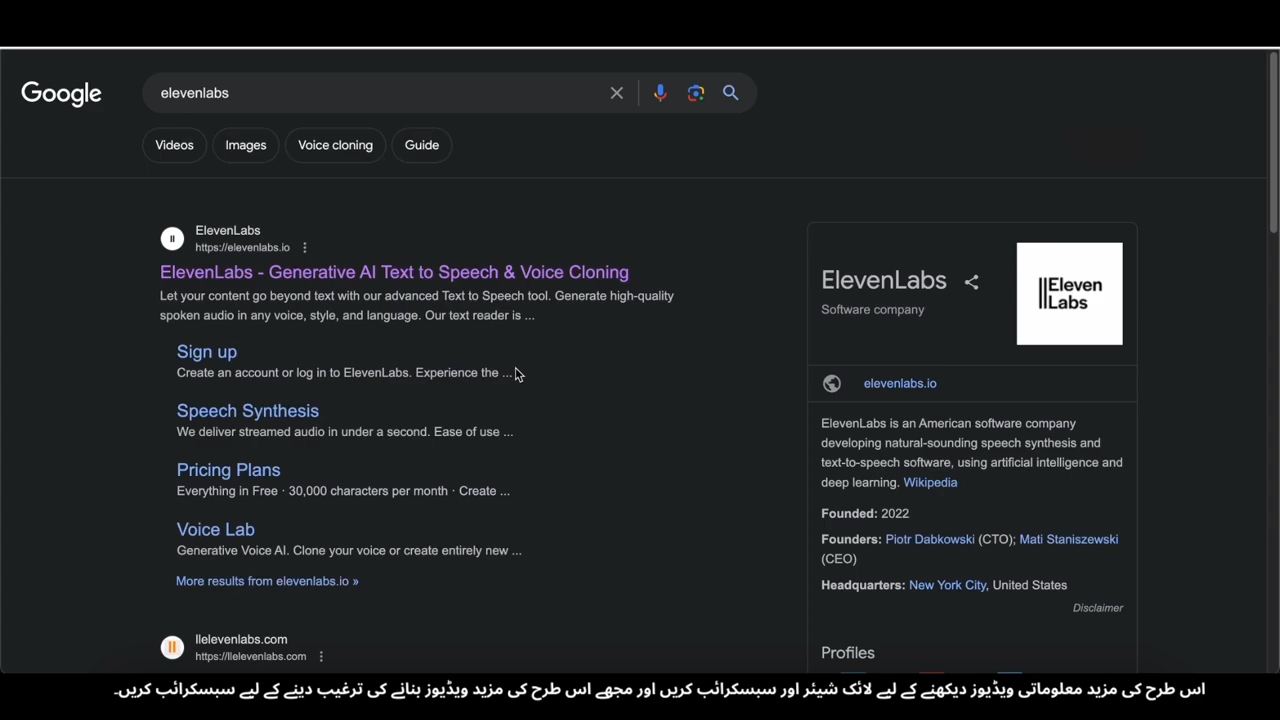 Google
elevenlabs
Videos
Images
Voice cloning
Guide
ElevenLabs
https://elevenlabs.io
ElevenLabs - Generative AI Text to Speech & Voice Cloning
Let your content go beyond text with our advanced Text to Speech tool. Generate high-quality
spoken audio in any voice, style, and language. Our text reader is ...
Sign up
Create an account or log in to ElevenLabs. Experience the ...
Speech Synthesis
We deliver streamed audio in under a second. Ease of use ...
Pricing Plans
Everything in Free · 30,000 characters per month · Create ...
Voice Lab
Generative Voice AI. Clone your voice or create entirely new ...
More results from elevenlabs.io »
llelevenlabs.com
https://llelevenlabs.com
ElevenLabs
Software company
Eleven
Labs
elevenlabs.io
ElevenLabs is an American software company
developing natural-sounding speech synthesis and
text-to-speech software, using artificial intelligence and
deep learning. Wikipedia
Founded: 2022
Founders: Piotr Dabkowski (CTO); Mati Staniszewski
(CEO)
Headquarters: New York City, United States
Disclaimer
Profiles
اس طرح کی مزید معلوماتی ویڈیوز دیکھنے کے لیے لائک شیئر اور سبسکرائب کریں اور مجھے اس طرح کی مزید ویڈیوز بنانے کی ترغیب دینے کے لیے سبسکرائب کریں۔